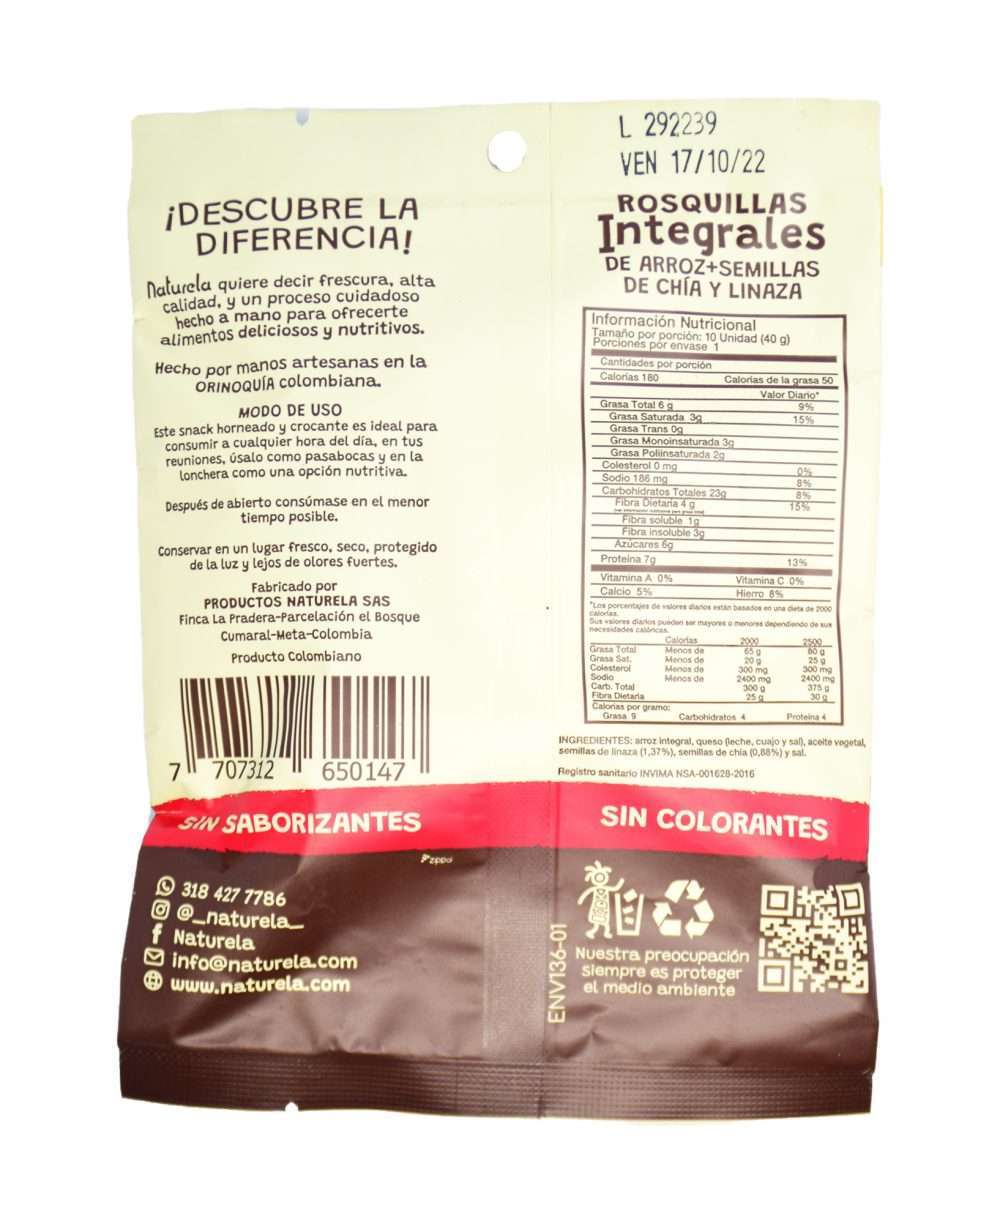 ¡DESCUBRE LA
DIFERENCIA!
Naturela quiere decir frescura, alta
calidad, y un proceso cuidadoso
hecho a mano para ofrecerte
alimentos deliciosos y nutritivos.
Hecho por manos artesanas en la
ORINOQUÍA colombiana.
MODO DE USO
Este snack horneado y crocante es ideal para
consumir a cualquier hora del día, en tus
reuniones, úsalo como pasabocas y en la
lonchera como una opción nutritiva.
Después de abierto consúmase en el menor
tiempo posible.
Conservar en un lugar fresco, seco, protegido
de la luz y lejos de olores fuertes.
Fabricado por
PRODUCTOS NATURELA SAS
Finca La Pradera-Parcelación el Bosque
Cumaral-Meta-Colombia
Producto Colombiano
7 707312 650147
L 292239
VEN 17/10/22
ROSQUILLAS
Integrales
DE ARROZ+SEMILLAS
DE CHÍA Y LINAZA
Información Nutricional
Tamaño por porción: 10 Unidad (40 g)
Porciones por envase 1
Cantidades por porción
Calorías 180 Calorías de la grasa 50
Valor Diario*
Grasa Total 6 g 9%
Grasa Saturada 3g 15%
Grasa Trans 0g
Grasa Monoinsaturada 3g
Grasa Poliinsaturada 2g
Colesterol 0 mg 0%
Sodio 186 mg 8%
Carbohidratos Totales 23g 8%
Fibra Dietaria 4 g 15%
Fibra soluble 1g
Fibra insoluble 3g
Azúcares 6g
Proteína 7g 13%
Vitamina A 0% Vitamina C 0%
Calcio 5% Hierro 8%
*Los porcentajes de valores diarios están basados en una dieta de 2000
calorías.
Sus valores diarios pueden ser mayores o menores dependiendo de sus
necesidades calóricas.
Calorías 2000 2500
Grasa Total Menos de 65 g 80 g
Grasa Sat. Menos de 20 g 25 g
Colesterol Menos de 300 mg 300 mg
Sodio Menos de 2400 mg 2400 mg
Carb. Total 300 g 375 g
Fibra Dietaria 25 g 30 g
Calorías por gramo:
Grasa 9 Carbohidratos 4 Proteína 4
INGREDIENTES: arroz integral, queso (leche, cuajo y sal), aceite vegetal,
semillas de linaza (1,37%), semillas de chía (0,88%) y sal.
Registro sanitario INVIMA NSA-001628-2016
SIN SABORIZANTES
SIN COLORANTES
318 427 7786
@_naturela_
Naturela
info@naturela.com
www.naturela.com
ENV136-01
Nuestra preocupación
siempre es proteger
el medio ambiente